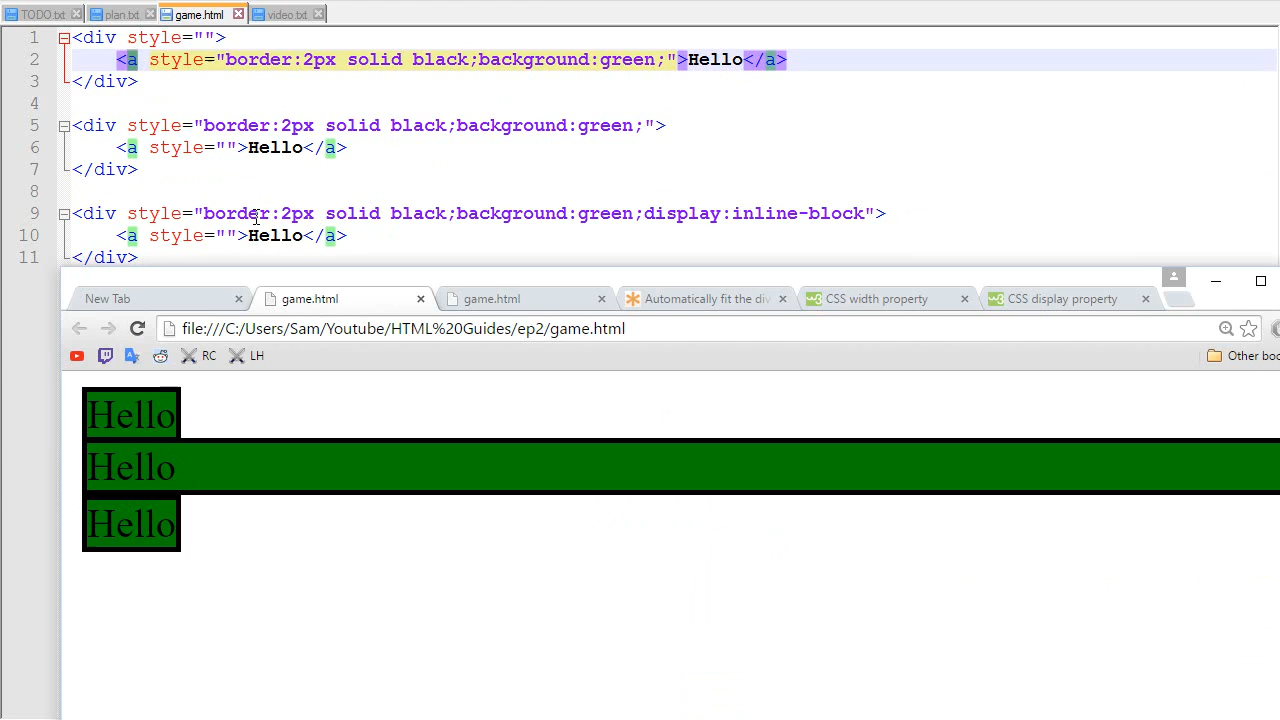 TODO.txt plan.txt game.html video.txt
1 <div style="">
2 <a style="border:2px solid black;background:green;">Hello</a>
3 </div>
4
5 <div style="border:2px solid black;background:green;">
6 <a style="">Hello</a>
7 </div>
8
9 <div style="border:2px solid black;background:green;display:inline-block">
10 <a style="">Hello</a>
11 </div>
New Tab game.html game.html Automatically fit the div CSS width property CSS display property
file:///C:/Users/Sam/Youtube/HTML%20Guides/ep2/game.html
RC LH Other boo
Hello
Hello
Hello